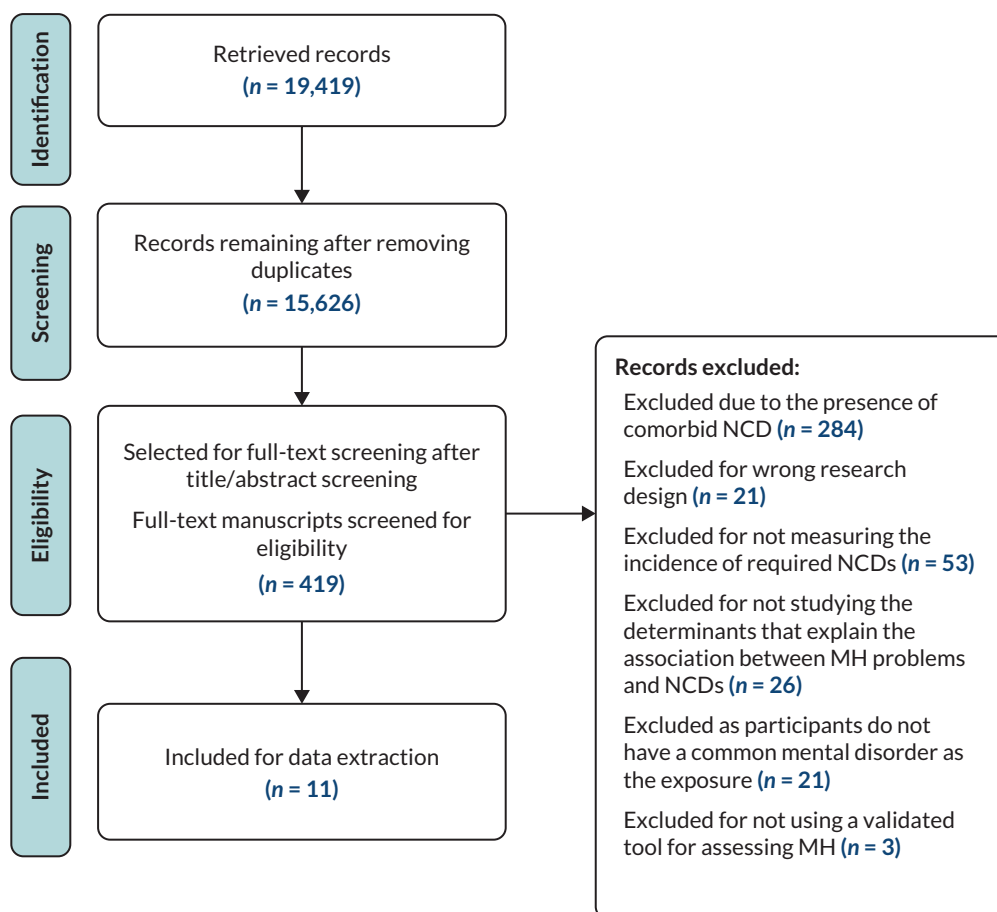 Identification
Retrieved records
(n = 19,419)
Screening
Records remaining after removing
duplicates
(n = 15,626)
Eligibility
Selected for full-text screening after
title/abstract screening
Full-text manuscripts screened for
eligibility
(n = 419)
Records excluded:
Excluded due to the presence of
comorbid NCD (n = 284)
Excluded for wrong research
design (n = 21)
Excluded for not measuring the
incidence of required NCDs (n = 53)
Excluded for not studying the
determinants that explain the
association between MH problems
and NCDs (n = 26)
Excluded as participants do not
have a common mental disorder as
the exposure (n = 21)
Excluded for not using a validated
tool for assessing MH (n = 3)
Included
Included for data extraction
(n = 11)